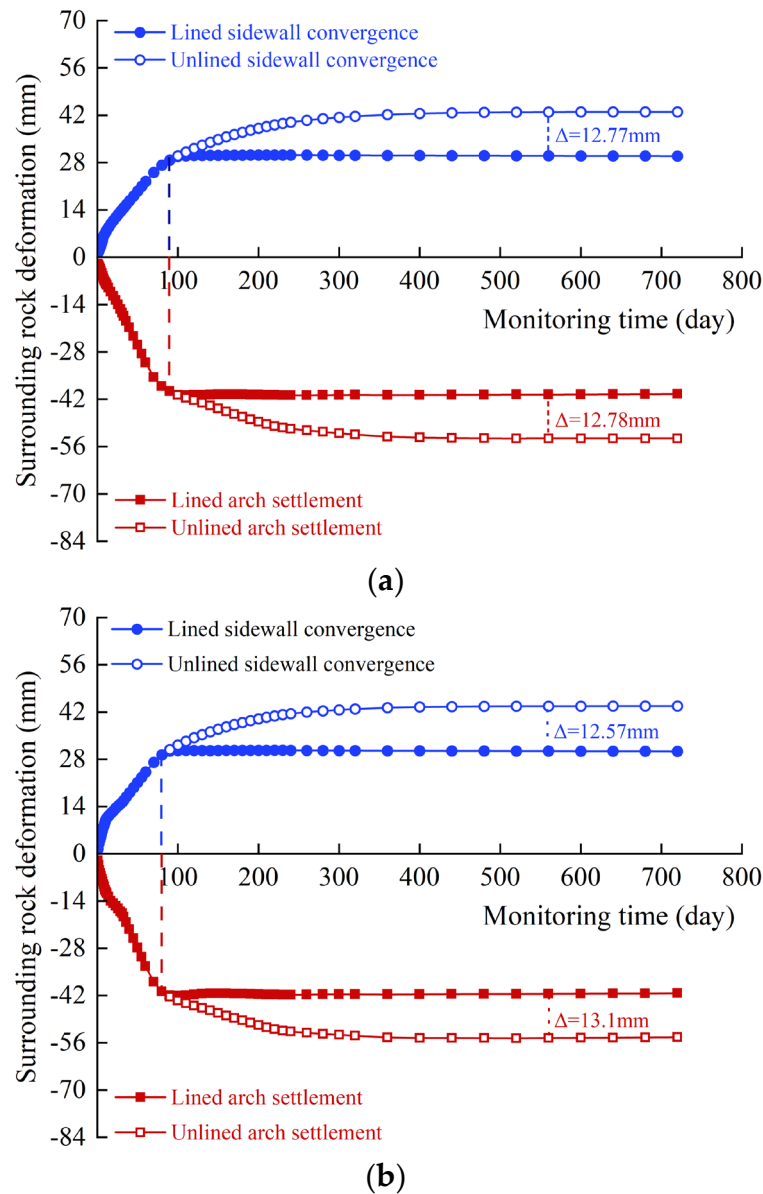 70
56
42
28
14
0
-14
-28
-42
-56
-70
-84
Surrounding rock deformation (mm)
Lined sidewall convergence
Unlined sidewall convergence
Δ=12.77mm
100 200 300 400 500 600 700 800
Monitoring time (day)
Δ=12.78mm
Lined arch settlement
Unlined arch settlement
(a)
70
56
42
28
14
0
-14
-28
-42
-56
-70
-84
Surrounding rock deformation (mm)
Lined sidewall convergence
Unlined sidewall convergence
Δ=12.57mm
100 200 300 400 500 600 700 800
Monitoring time (day)
Δ=13.1mm
Lined arch settlement
Unlined arch settlement
(b)